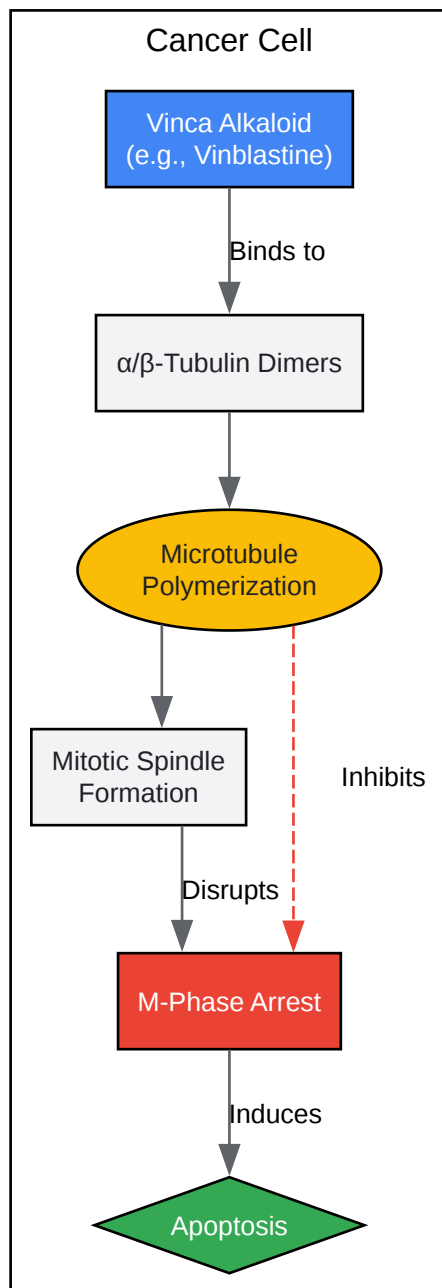 Cancer Cell
Vinca Alkaloid
(e.g., Vinblastine)
Binds to
α/β-Tubulin Dimers
Microtubule
Polymerization
Mitotic Spindle
Formation
Inhibits
Disrupts
M-Phase Arrest
Induces
Apoptosis